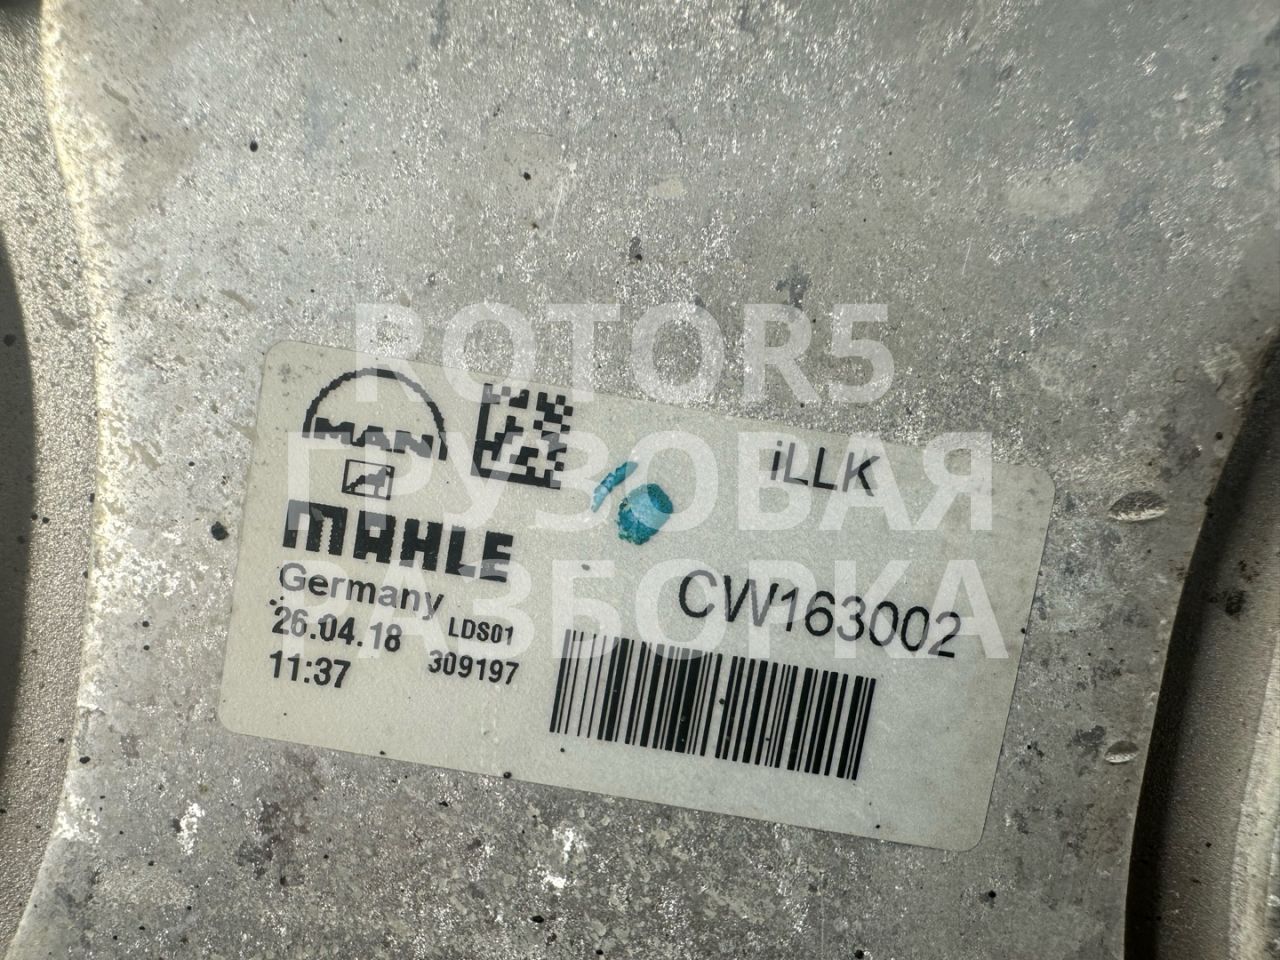 ROTOR5
ГРУЗОВАЯ
РАЗБОРКА
MAN
iLLK
MAHLE
Germany
CW163002
26.04.18 LDS01
11:37 309197